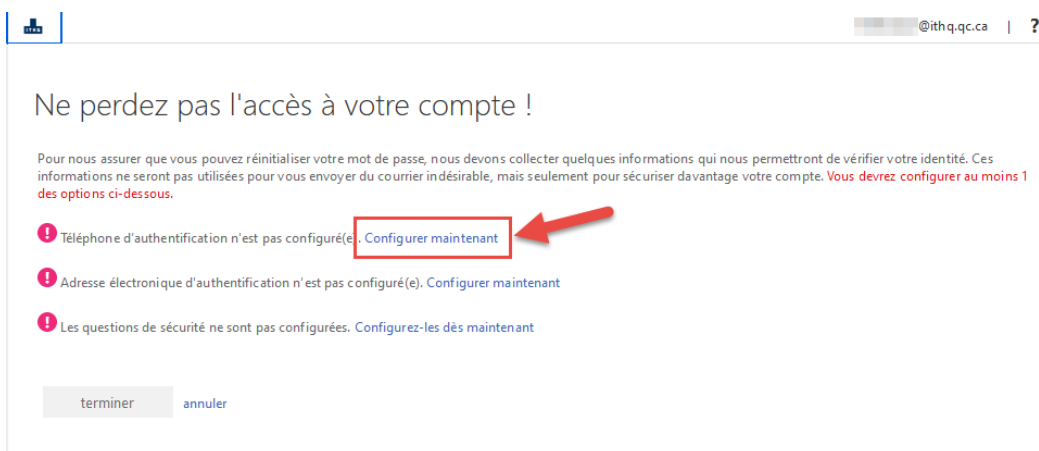 ITHQ
@ithq.qc.ca | ?
Ne perdez pas l'accès à votre compte !
Pour nous assurer que vous pouvez réinitialiser votre mot de passe, nous devons collecter quelques informations qui nous permettront de vérifier votre identité. Ces
informations ne seront pas utilisées pour vous envoyer du courrier indésirable, mais seulement pour sécuriser davantage votre compte. Vous devrez configurer au moins 1
des options ci-dessous.
! Téléphone d'authentification n'est pas configuré(e). Configurer maintenant
! Adresse électronique d'authentification n'est pas configuré(e). Configurer maintenant
! Les questions de sécurité ne sont pas configurées. Configurez-les dès maintenant
terminer annuler